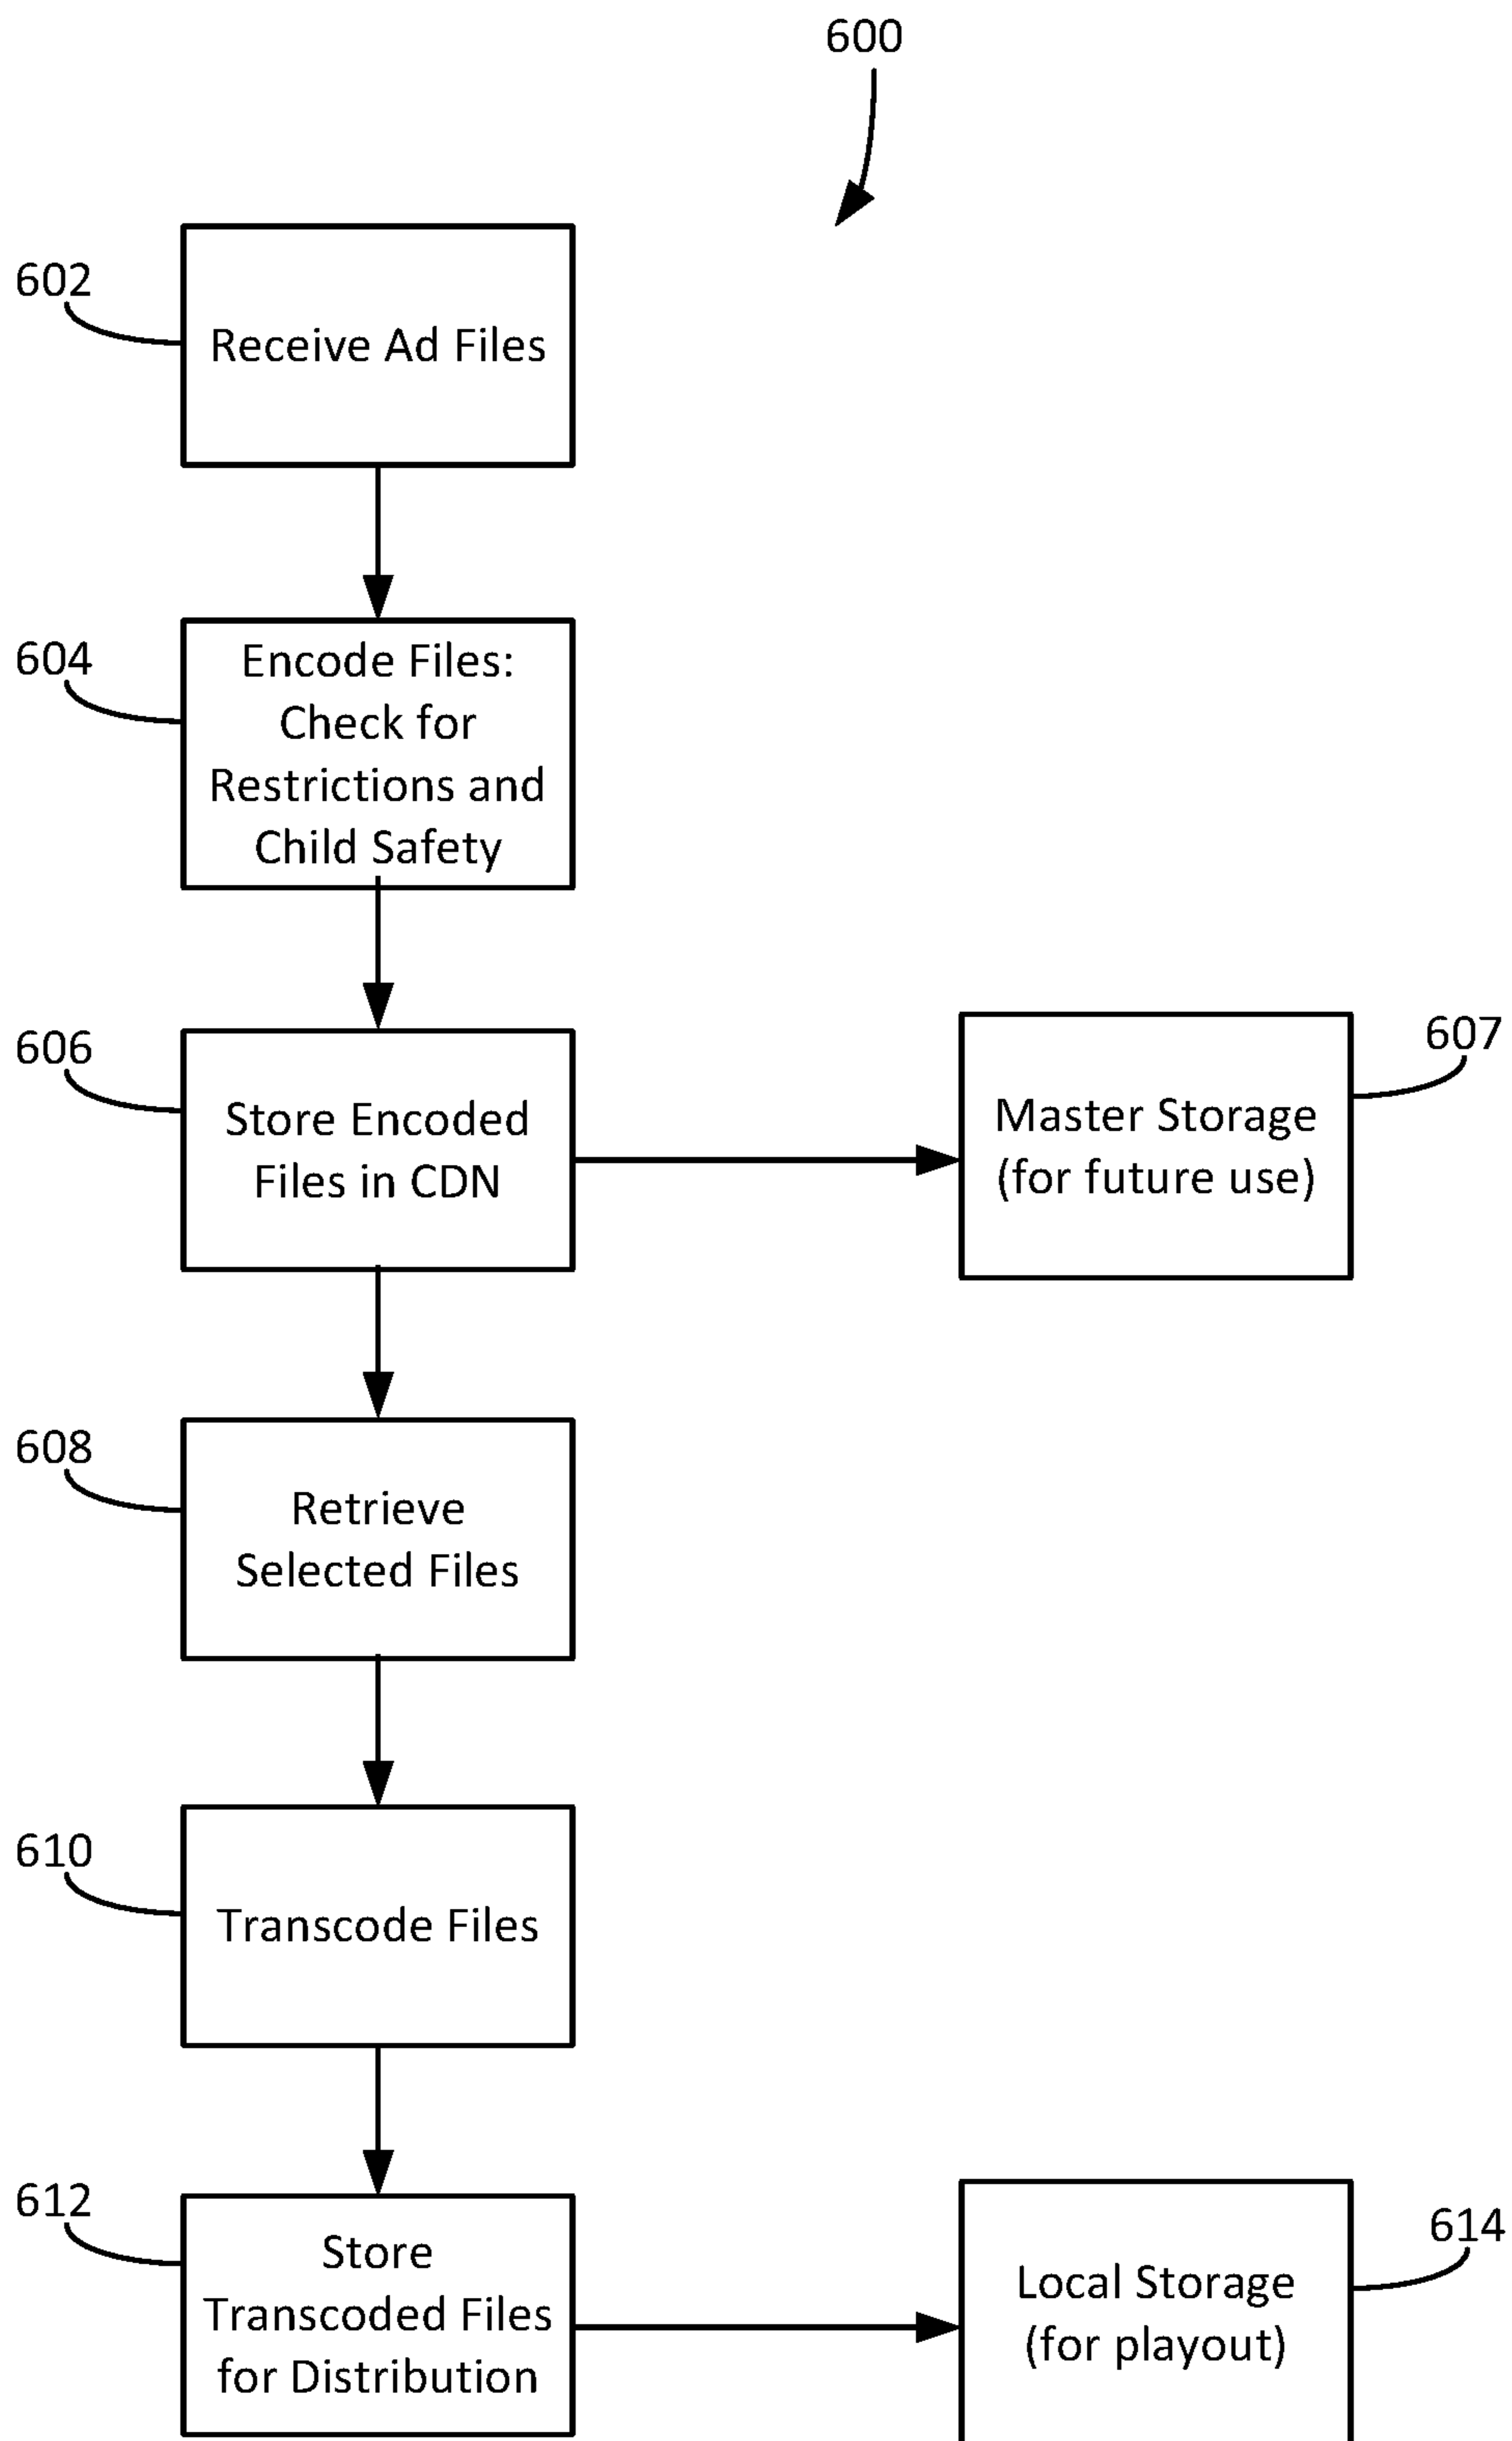 600
602
Receive Ad Files
604
Encode Files:
Check for
Restrictions and
Child Safety
606
Store Encoded
Files in CDN
607
Master Storage
(for future use)
608
Retrieve
Selected Files
610
Transcode Files
612
Store
Transcoded Files
for Distribution
614
Local Storage
(for playout)